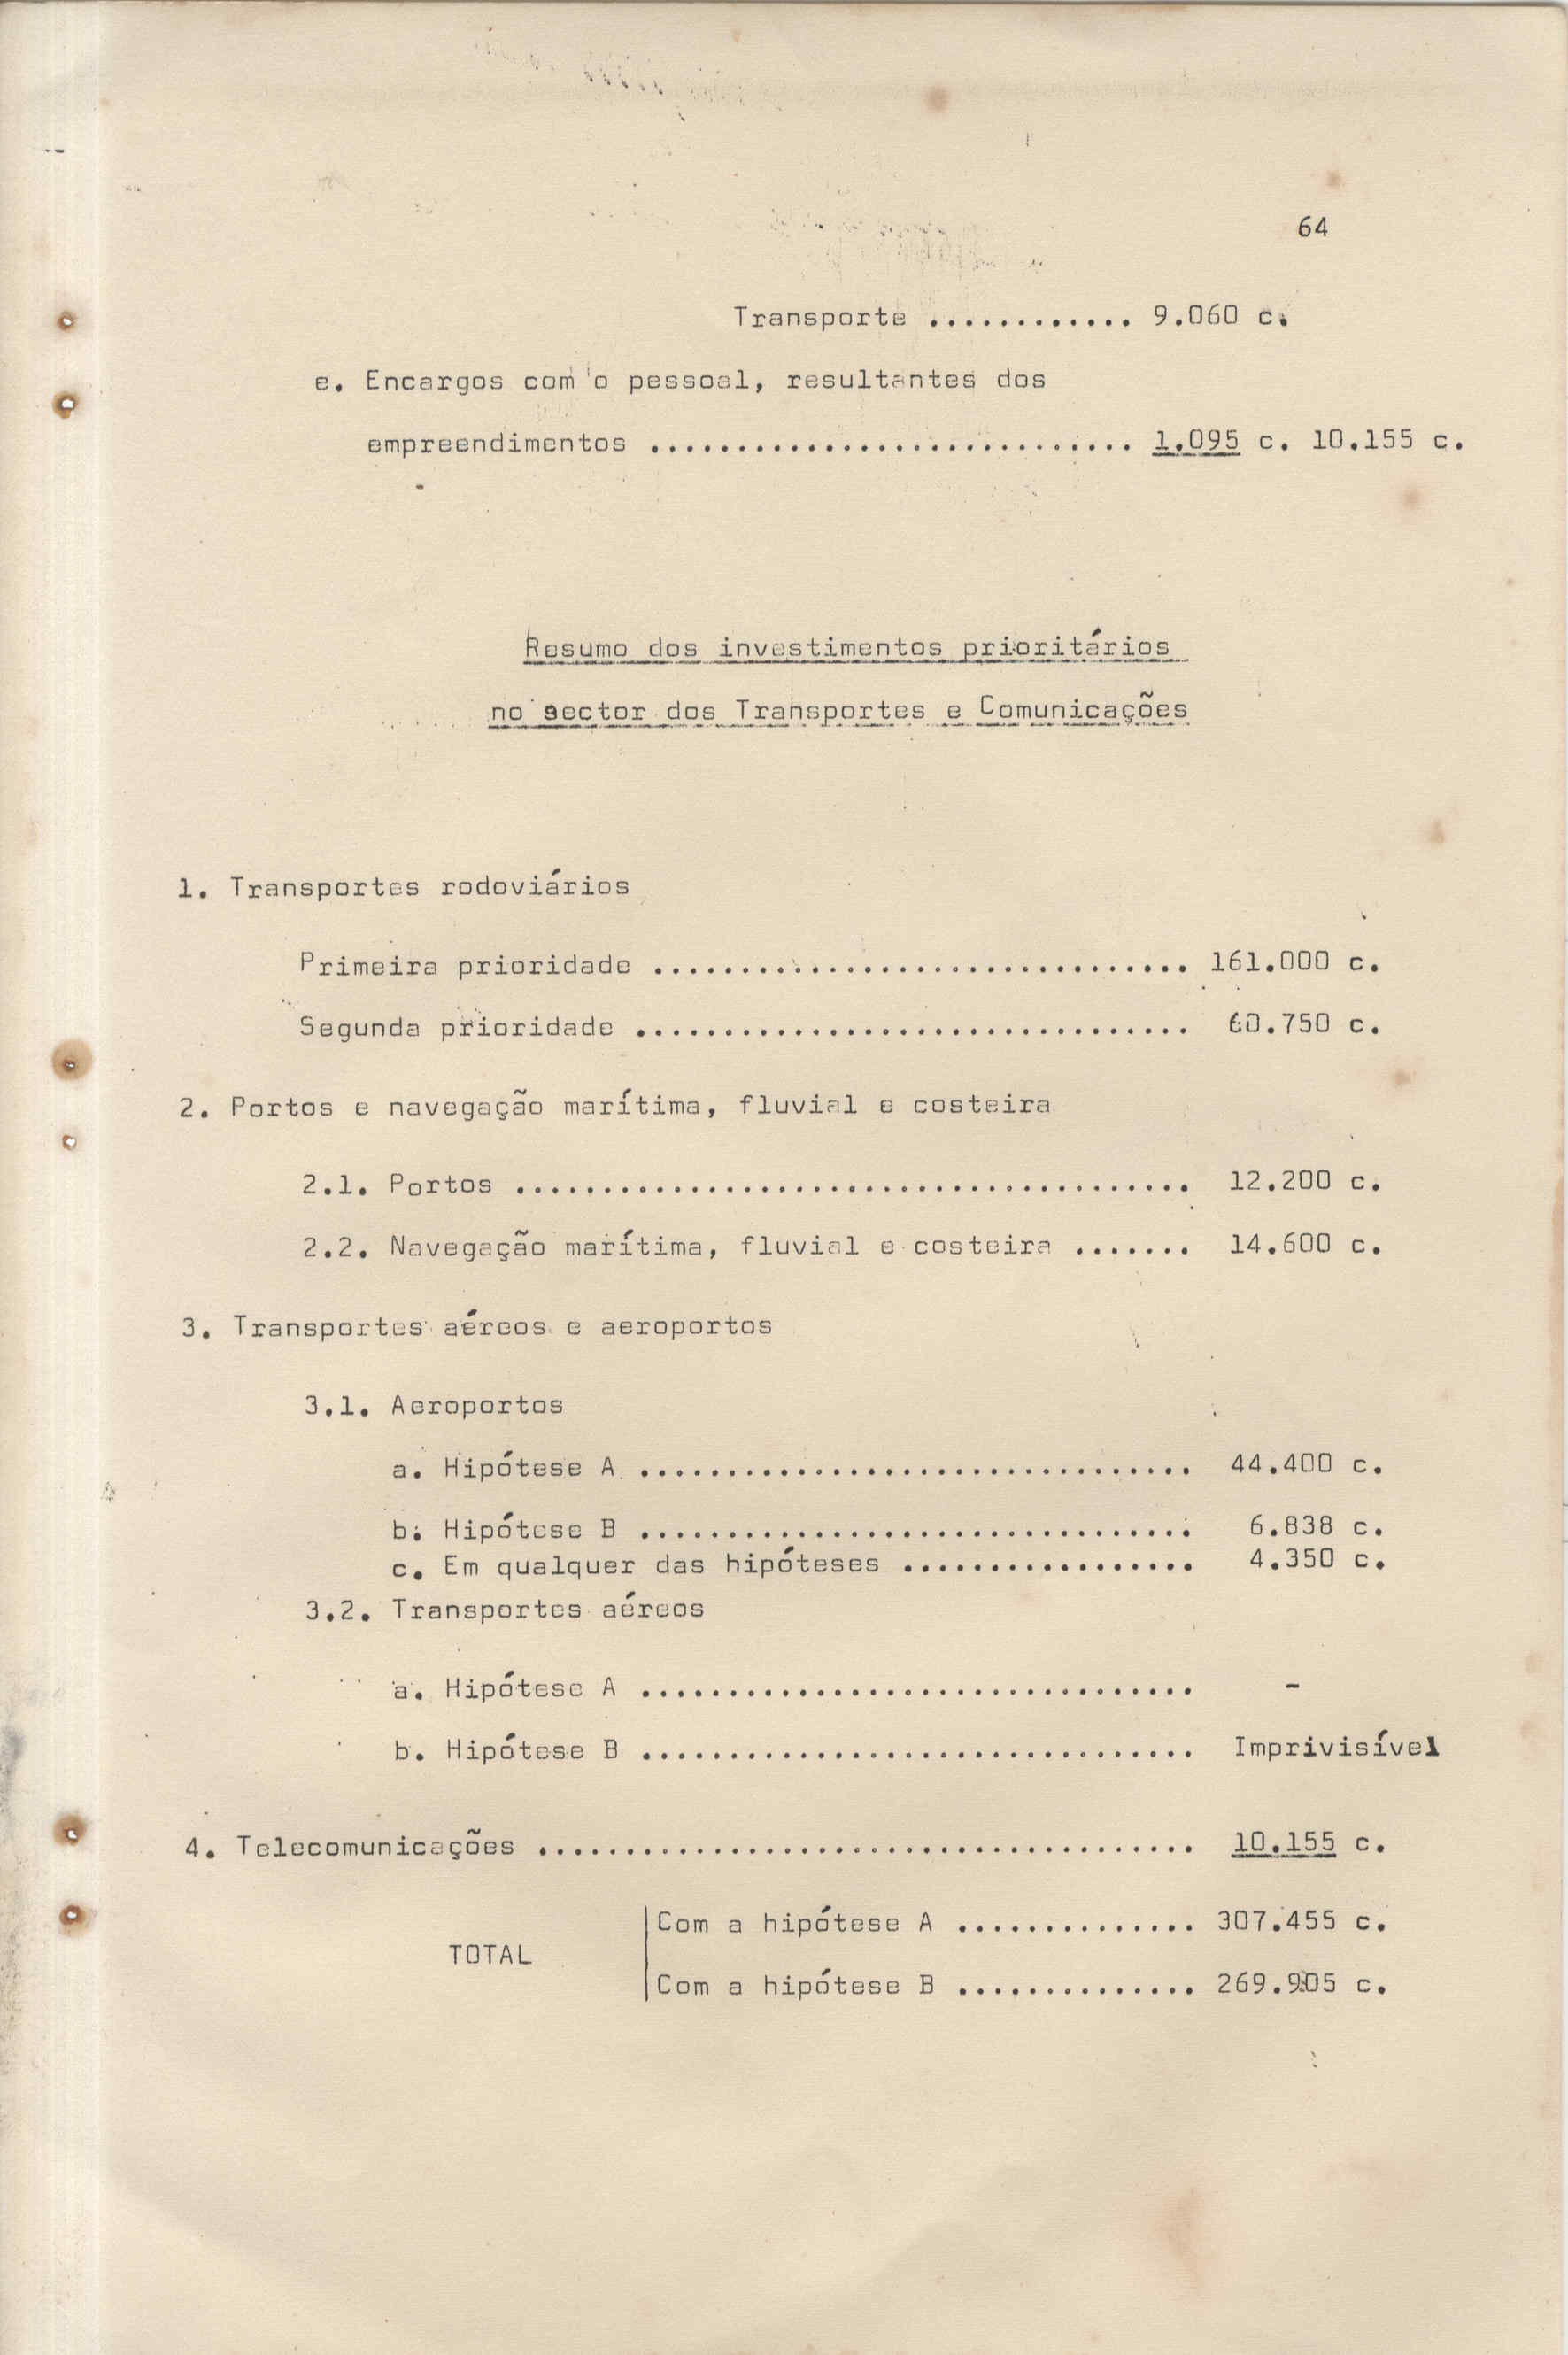 64
Transporte ............ 9.060 c.
e. Encargos com o pessoal, resultantes dos
empreendimentos ............................ 1.095 c. 10.155 c.
Resumo dos investimentos prioritários
no sector dos Transportes e Comunicações
1. Transportes rodoviários
Primeira prioridade ............................... 161.000 c.
Segunda prioridade ................................ 60.750 c.
2. Portos e navegação marítima, fluvial e costeira
2.1. Portos ....................................... 12.200 c.
2.2. Navegação marítima, fluvial e costeira ....... 14.600 c.
3. Transportes aéreos e aeroportos
3.1. Aeroportos
a. Hipótese A ................................ 44.400 c.
b. Hipótese B ................................ 6.838 c.
c. Em qualquer das hipóteses ................. 4.350 c.
3.2. Transportes aéreos
a. Hipótese A ................................ -
b. Hipótese B ................................ Imprivisível
4. Telecomunicações ...................................... 10.155 c.
Com a hipótese A .............. 307.455 c.
TOTAL
Com a hipótese B .............. 269.905 c.